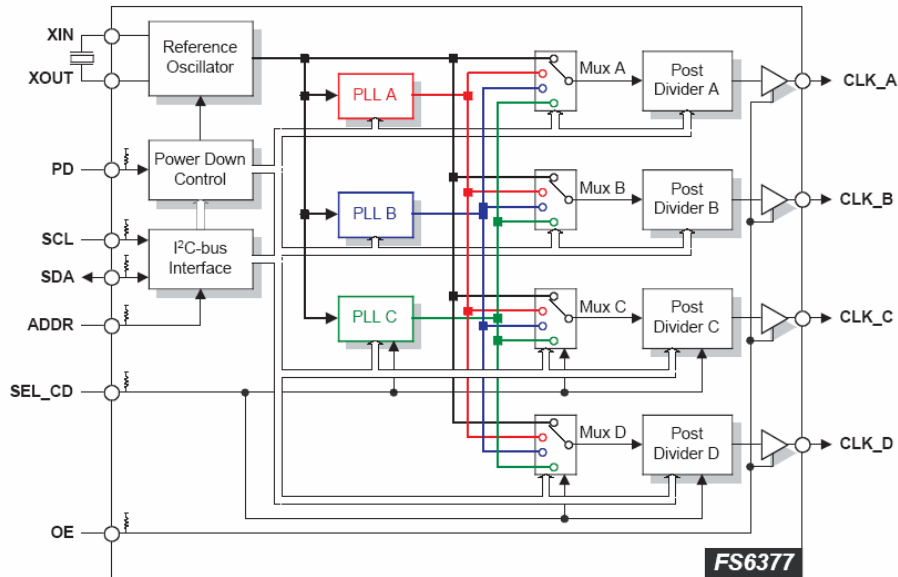 XIN
XOUT
Reference
Oscillator
PD
Power Down
Control
SCL
SDA
I²C-bus
Interface
ADDR
SEL_CD
OE
PLL A
PLL B
PLL C
Mux A
Post
Divider A
CLK_A
Mux B
Post
Divider B
CLK_B
Mux C
Post
Divider C
CLK_C
Mux D
Post
Divider D
CLK_D
FS6377